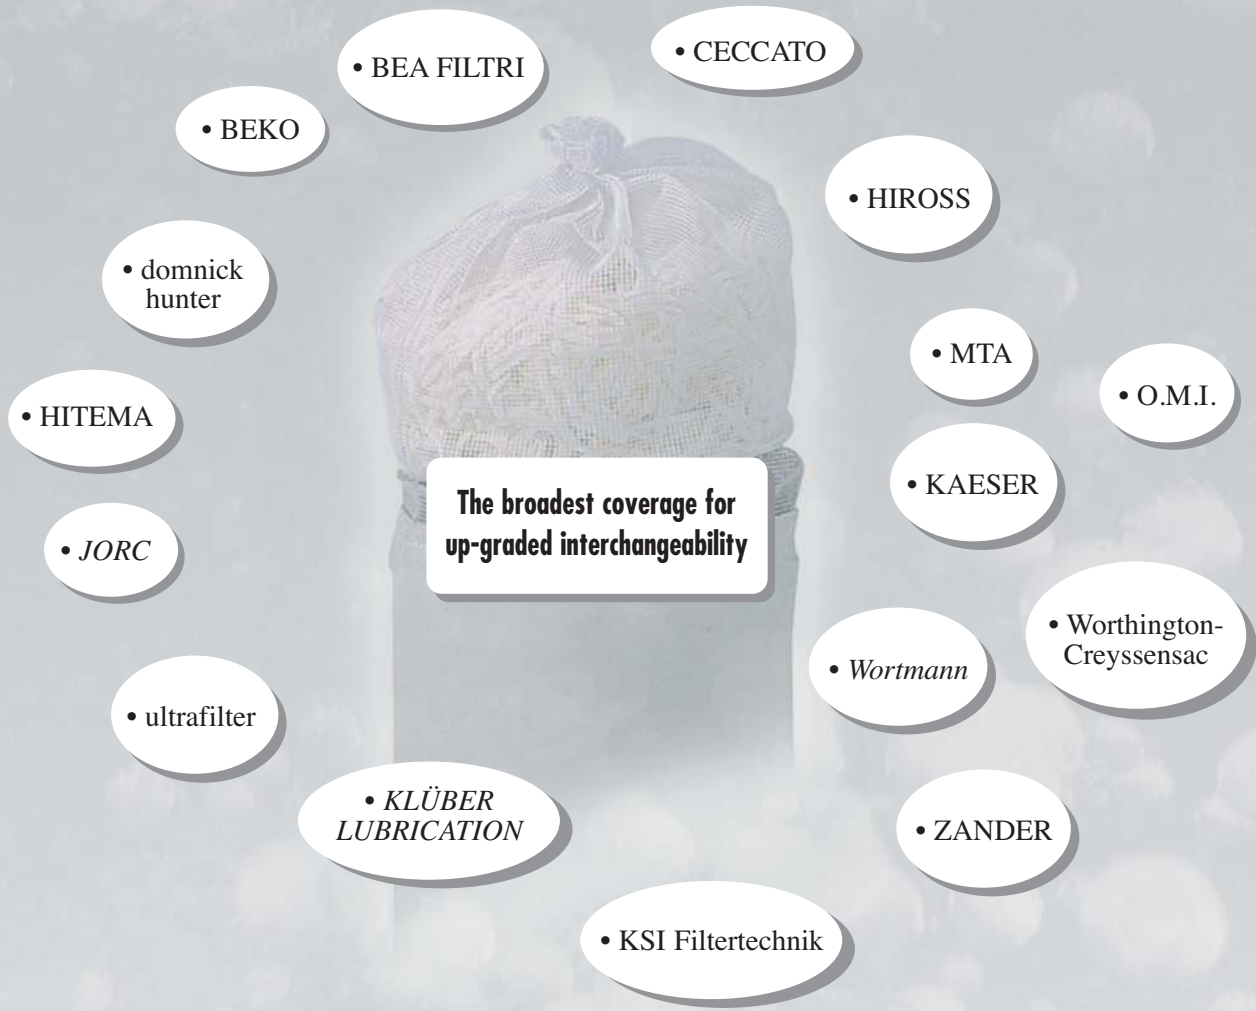 • BEA FILTRI
• CECCATO
• BEKO
• HIROSS
• domnick
hunter
• MTA
• O.M.I.
• HITEMA
• KAESER
The broadest coverage for
up-graded interchangeability
• JORC
• Worthington-
Creyssensac
• Wortmann
• ultrafilter
• KLÜBER
LUBRICATION
• ZANDER
• KSI Filtertechnik